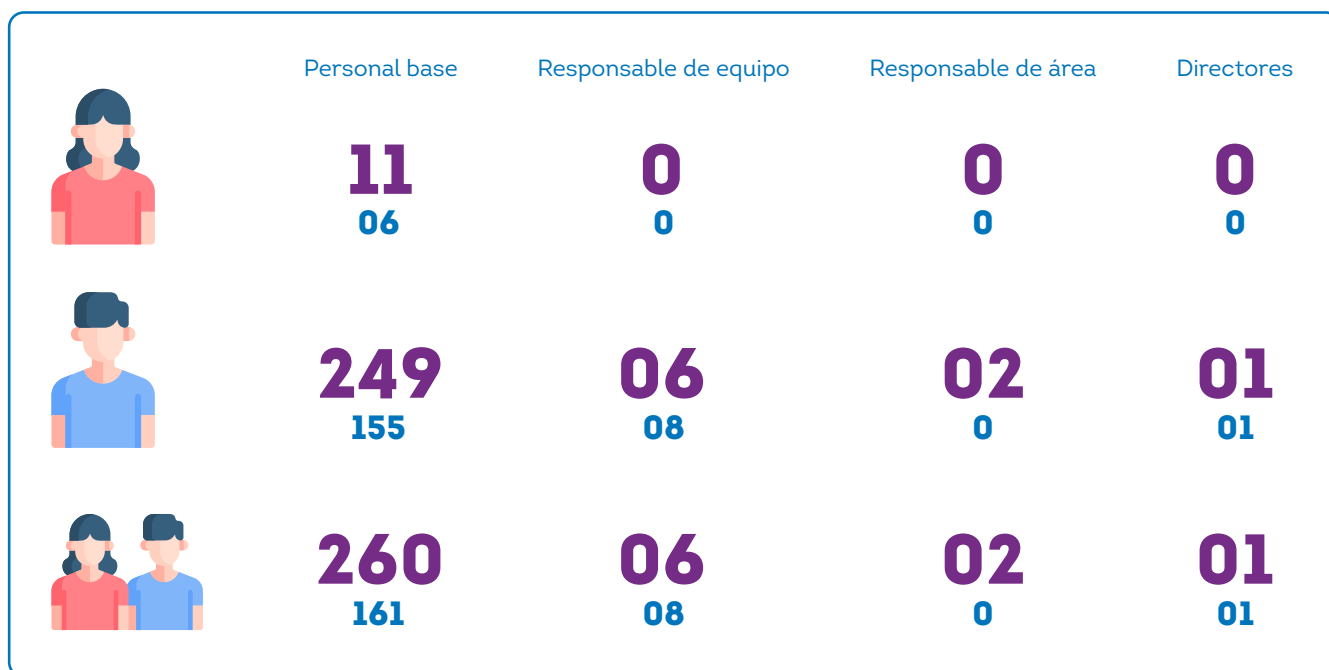 Personal base Responsable de equipo Responsable de área Directores
11 0 0 0
06 0 0 0
249 06 02 01
155 08 0 01
260 06 02 01
161 08 0 01